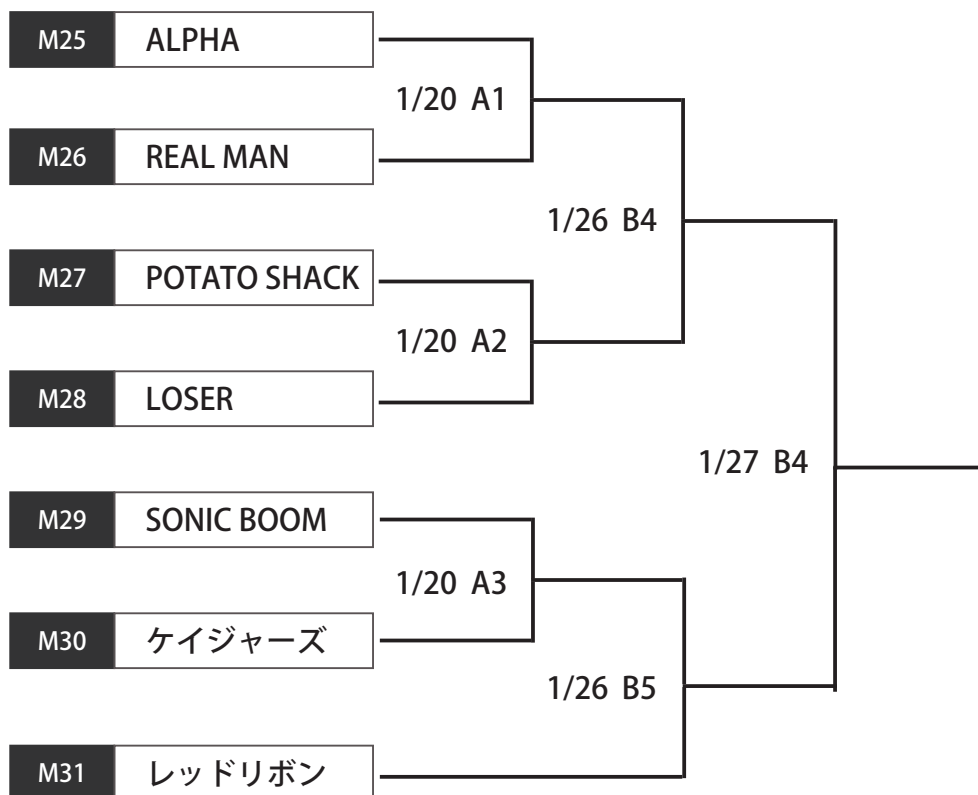 M25 ALPHA
1/20 A1
M26 REAL MAN
1/26 B4
M27 POTATO SHACK
1/20 A2
M28 LOSER
1/27 B4
M29 SONIC BOOM
1/20 A3
M30 ケイジャーズ
1/26 B5
M31 レッドリボン